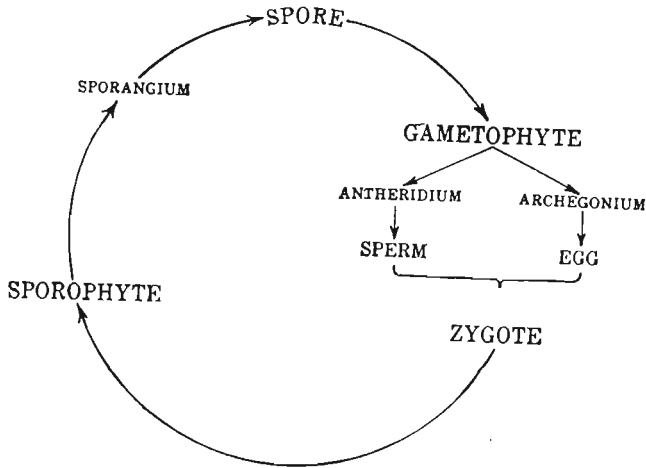 SPORE
SPORANGIUM
GAMETOPHYTE
ANTHERIDIUM
ARCHEGONIUM
SPERM
EGG
SPOROPHYTE
ZYGOTE